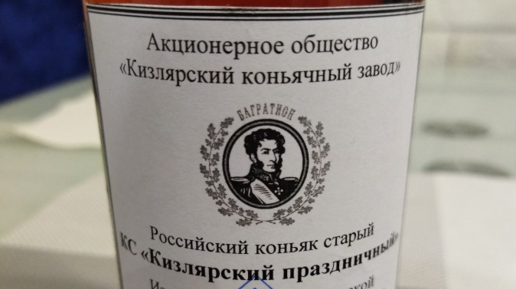 Акционерное общество
«Кизлярский коньячный завод»
БАГРАТИОН
Российский коньяк старый
КС «Кизлярский праздничный»